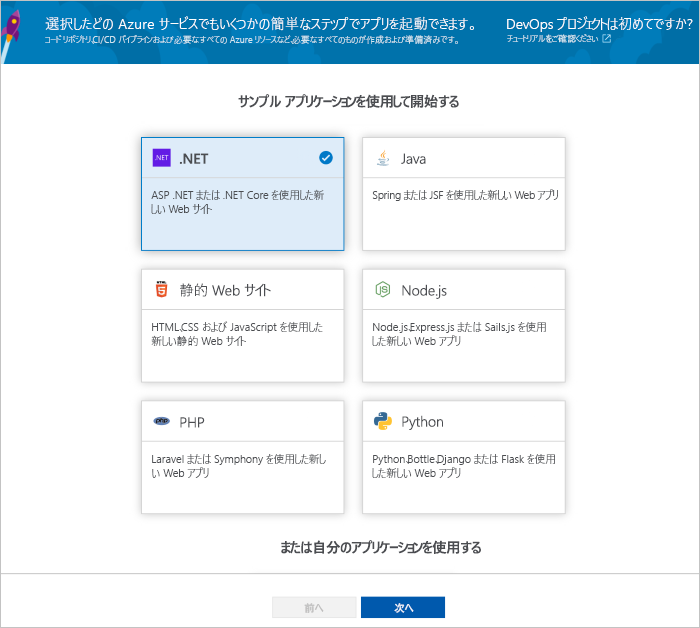 選択したどの Azure サービスでもいくつかの簡単なステップでアプリを起動できます。
コード リポジトリ,CI/CD パイプラインおよび必要なすべての Azure リソースなど,必要なすべてのものが作成および準備済みです。
DevOps プロジェクトは初めてですか?
チュートリアルをご確認ください
サンプル アプリケーションを使用して開始する
.NET
.NET
ASP .NET または .NET Core を使用した新
しい Web サイト
Java
Spring または JSF を使用した新しい Web アプリ
HTML
5
静的 Web サイト
HTML,CSS および JavaScript を使用した
新しい静的 Web サイト
JS
Node.js
Node.js,Express.js または Sails.js を使用
した新しい Web アプリ
php
PHP
Laravel または Symphony を使用した新し
い Web アプリ
Python
Python,Bottle,Django または Flask を使用
した新しい Web アプリ
または自分のアプリケーションを使用する
前へ
次へ